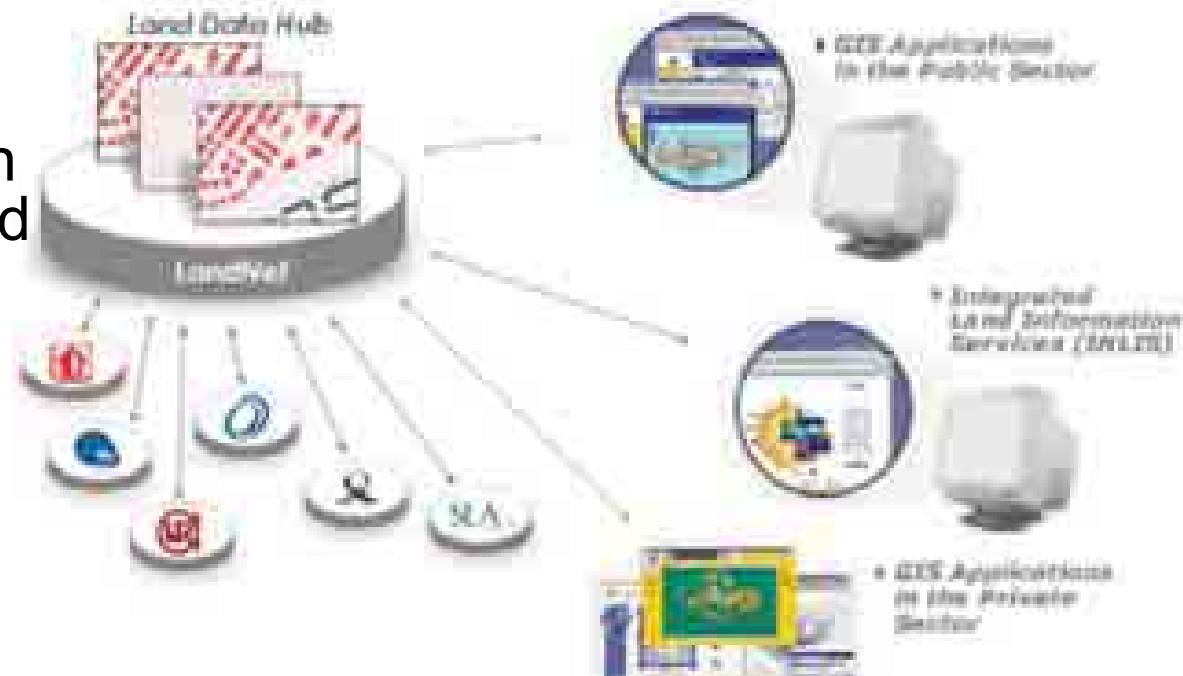 Land Data Hub
n
d
LandNet
SLA
• GIS Applications
in the Public Sector
• Integrated
Land Information
Services (INLIS)
• GIS Applications
in the Private
Sector